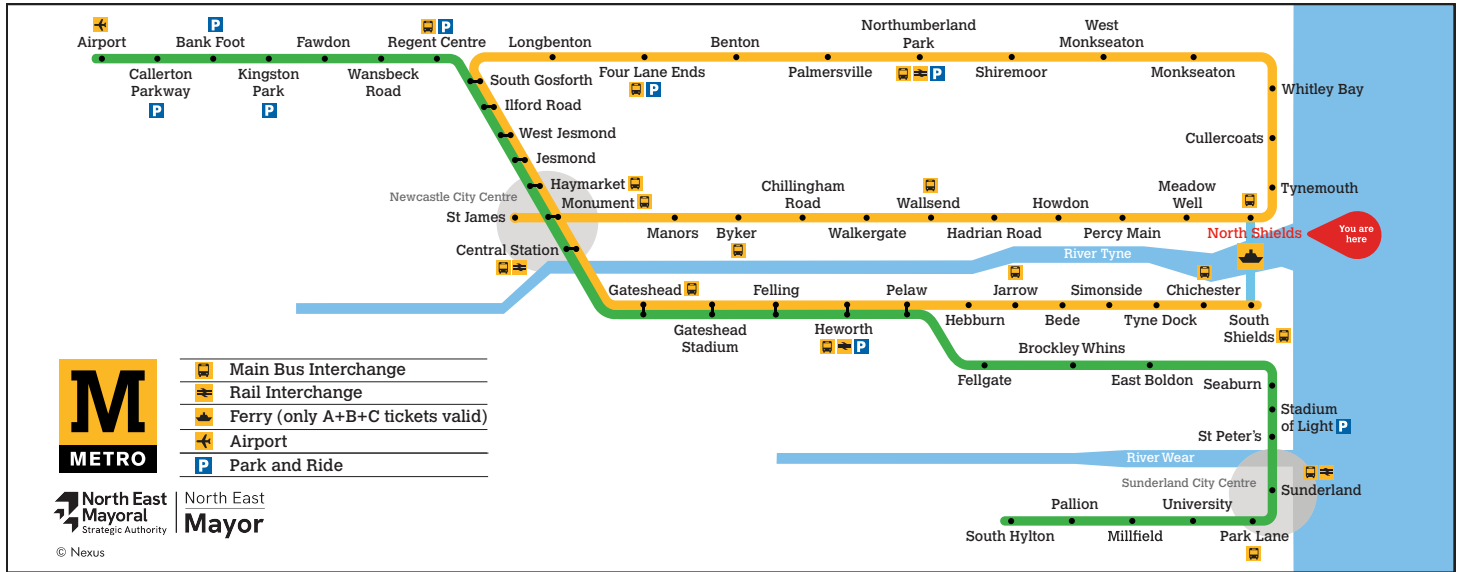 Airport
Callerton
Parkway
P
Bank Foot
P
Kingston
Park
P
Fawdon
Wansbeck
Road
Regent Centre
P
Longbenton
Four Lane Ends
P
Benton
Palmersville
Northumberland
Park
P
Shiremoor
West
Monkseaton
Monkseaton
Whitley Bay
Cullercoats
Tynemouth
South Gosforth
Ilford Road
West Jesmond
Jesmond
Newcastle City Centre
Haymarket
Monument
St James
Central Station
Manors
Byker
Chillingham
Road
Walkergate
Wallsend
Hadrian Road
Howdon
Percy Main
Meadow
Well
North Shields
You are
here
River Tyne
Gateshead
Gateshead
Stadium
Felling
Heworth
P
Pelaw
Hebburn
Jarrow
Bede
Simonside
Tyne Dock
Chichester
South
Shields
Fellgate
Brockley Whins
East Boldon
Seaburn
Stadium
of Light P
St Peter's
River Wear
Sunderland City Centre
Sunderland
Park Lane
University
Millfield
Pallion
South Hylton
M
METRO
Main Bus Interchange
Rail Interchange
Ferry (only A+B+C tickets valid)
Airport
P Park and Ride
North East
Mayoral
Strategic Authority
North East
Mayor
© Nexus